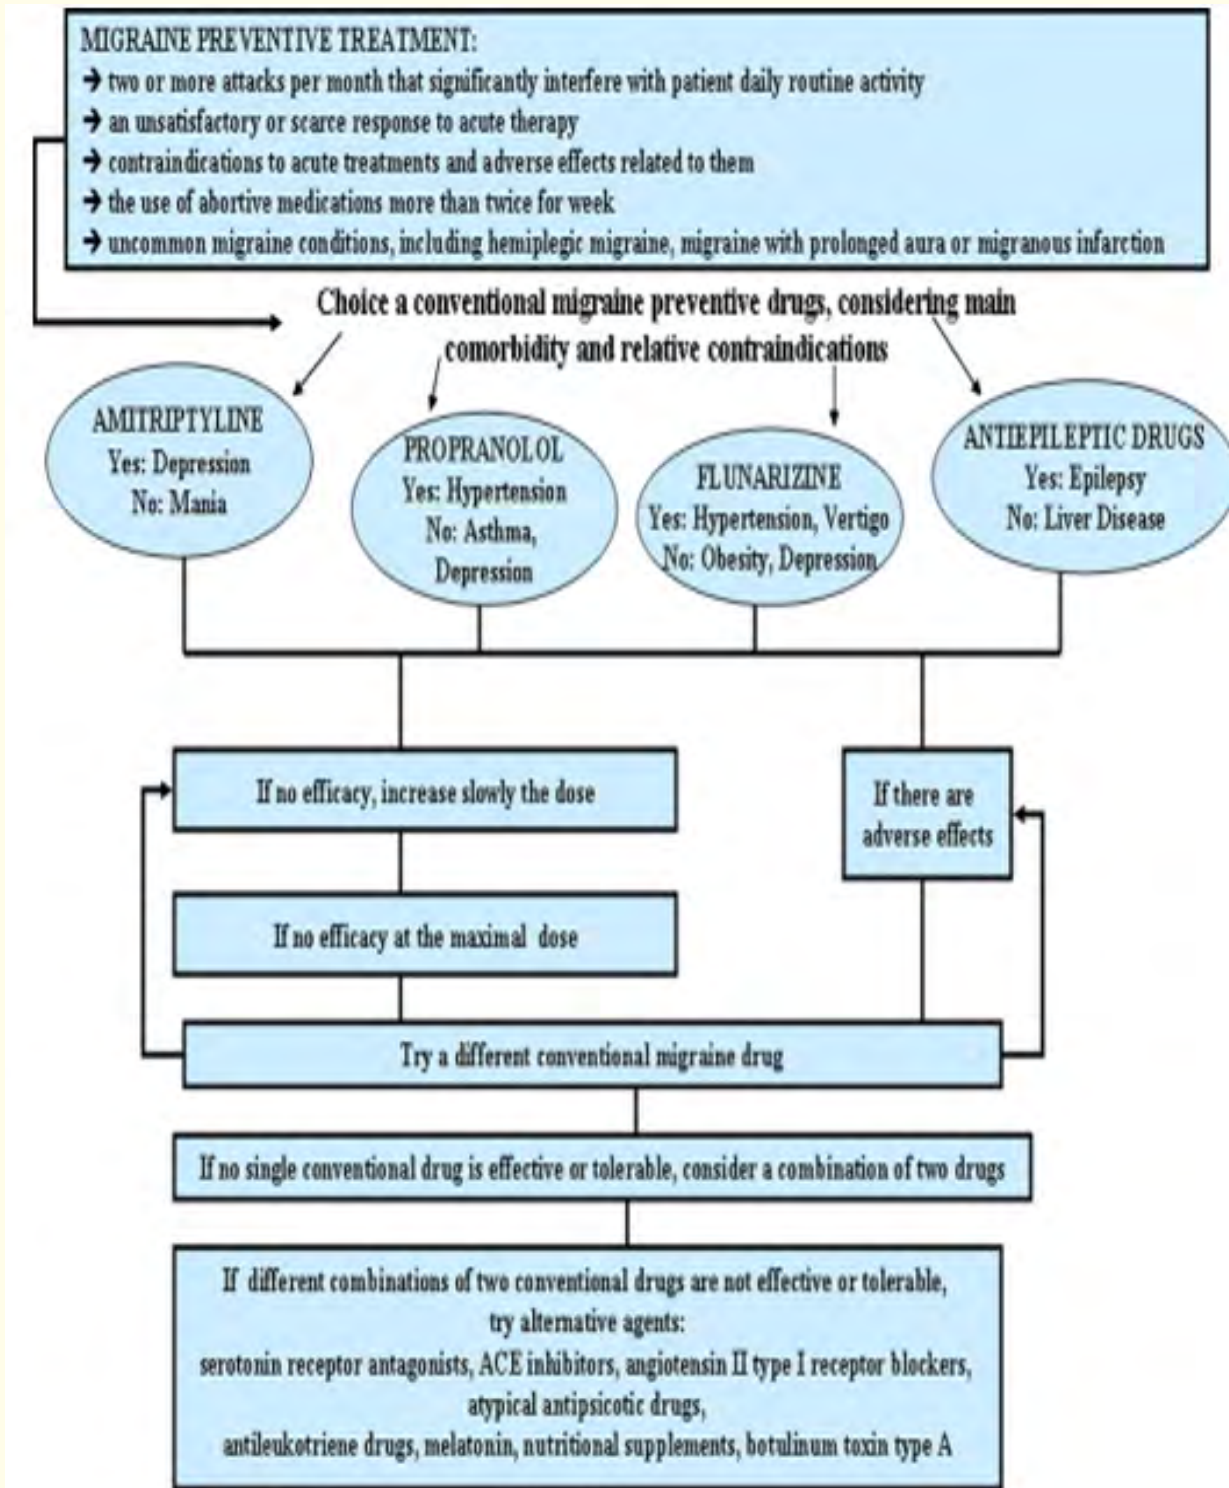 MIGRAINE PREVENTIVE TREATMENT:
→ two or more attacks per month that significantly interfere with patient daily routine activity
→ an unsatisfactory or scarce response to acute therapy
→ contraindications to acute treatments and adverse effects related to them
→ the use of abortive medications more than twice for week
→ uncommon migraine conditions, including hemiplegic migraine, migraine with prolonged aura or migranous infarction
Choice a conventional migraine preventive drugs, considering main
comorbidity and relative contraindications
AMITRIPTYLINE
Yes: Depression
No: Mania
PROPRANOLOL
Yes: Hypertension
No: Asthma,
Depression
FLUNARIZINE
Yes: Hypertension, Vertigo
No: Obesity, Depression
ANTIEPILEPTIC DRUGS
Yes: Epilepsy
No: Liver Disease
If no efficacy, increase slowly the dose
If there are
adverse effects
If no efficacy at the maximal dose
Try a different conventional migraine drug
If no single conventional drug is effective or tolerable, consider a combination of two drugs
If different combinations of two conventional drugs are not effective or tolerable,
try alternative agents:
serotonin receptor antagonists, ACE inhibitors, angiotensin II type I receptor blockers,
atypical antipsicotic drugs,
antileukotriene drugs, melatonin, nutritional supplements, botulinum toxin type A